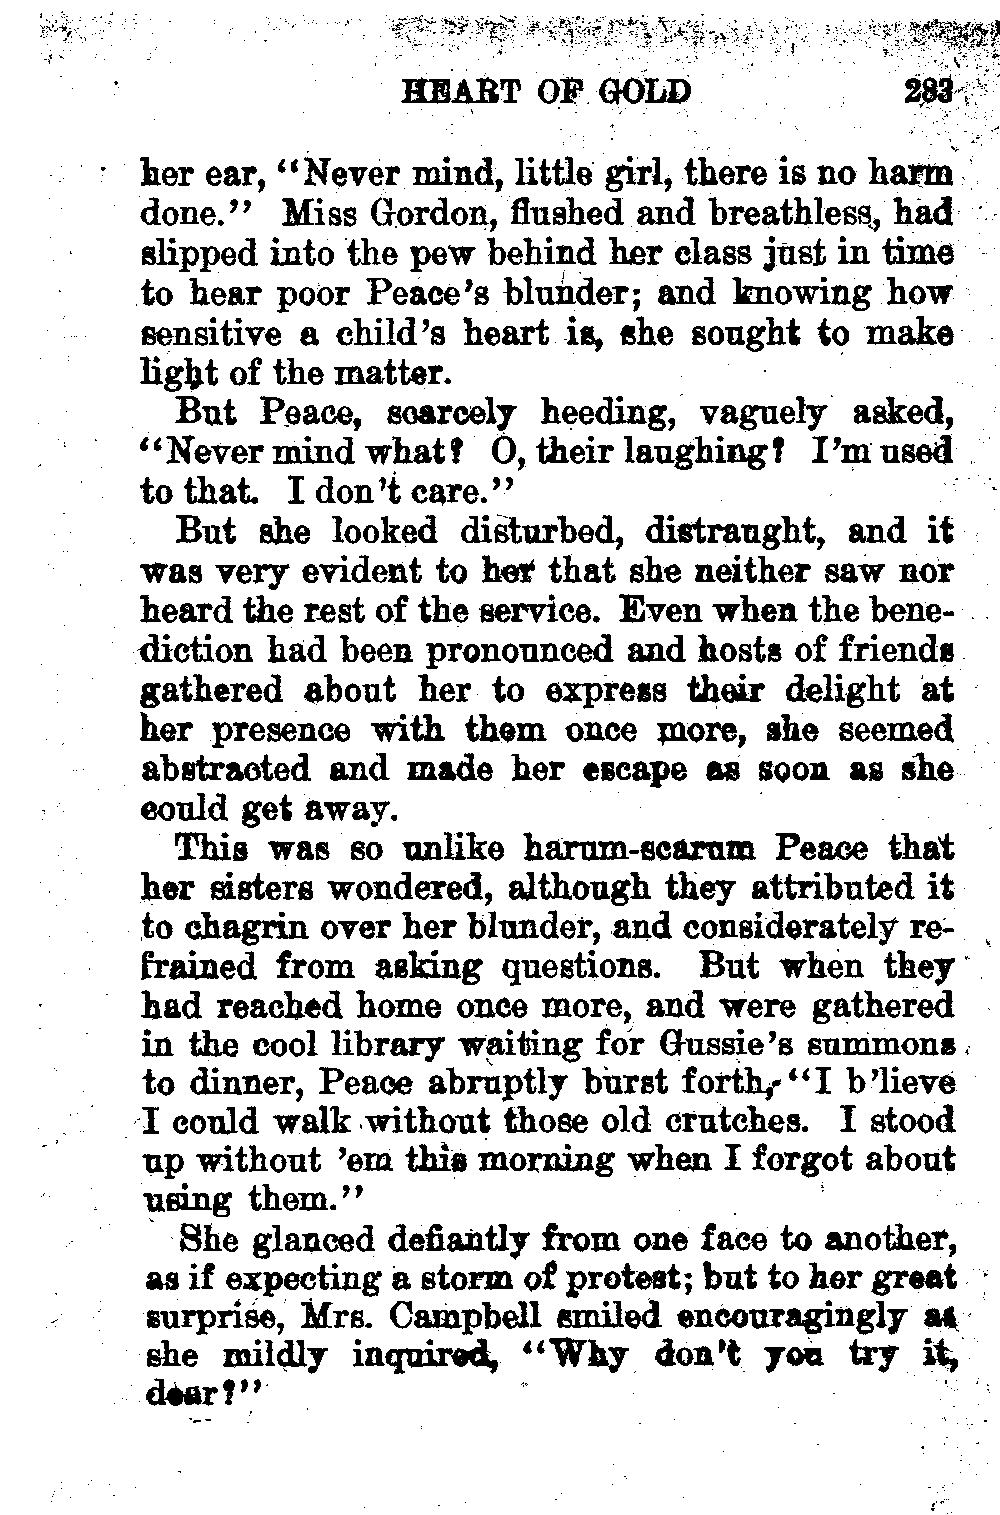 HEART OF GOLD 283
her ear, "Never mind, little girl, there is no harm
done." Miss Gordon, flushed and breathless, had
slipped into the pew behind her class just in time
to hear poor Peace's blunder; and knowing how
sensitive a child's heart is, she sought to make
light of the matter.
But Peace, scarcely heeding, vaguely asked,
"Never mind what? O, their laughing? I'm used
to that. I don't care."
But she looked disturbed, distraught, and it
was very evident to her that she neither saw nor
heard the rest of the service. Even when the bene-
diction had been pronounced and hosts of friends
gathered about her to express their delight at
her presence with them once more, she seemed
abstracted and made her escape as soon as she
could get away.
This was so unlike harum-scarum Peace that
her sisters wondered, although they attributed it
to chagrin over her blunder, and considerately re-
frained from asking questions. But when they
had reached home once more, and were gathered
in the cool library waiting for Gussie's summons
to dinner, Peace abruptly burst forth, "I b'lieve
I could walk without those old crutches. I stood
up without 'em this morning when I forgot about
using them."
She glanced defiantly from one face to another,
as if expecting a storm of protest; but to her great
surprise, Mrs. Campbell smiled encouragingly as
she mildly inquired, "Why don't you try it,
dear?"